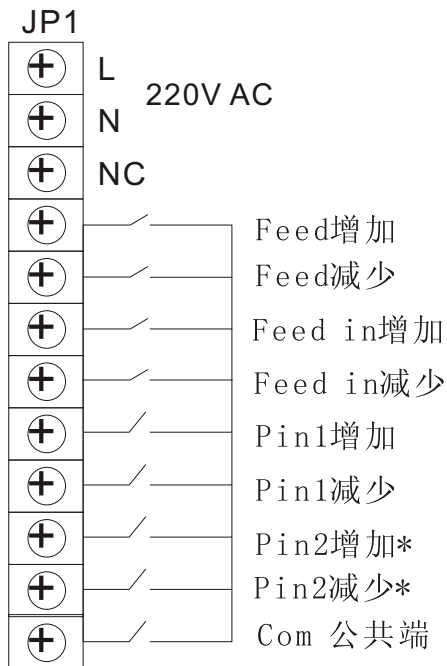 JP1
L
220V AC
N
NC
Feed增加
Feed减少
Feed in增加
Feed in减少
Pin1增加
Pin1减少
Pin2增加*
Pin2减少*
Com 公共端